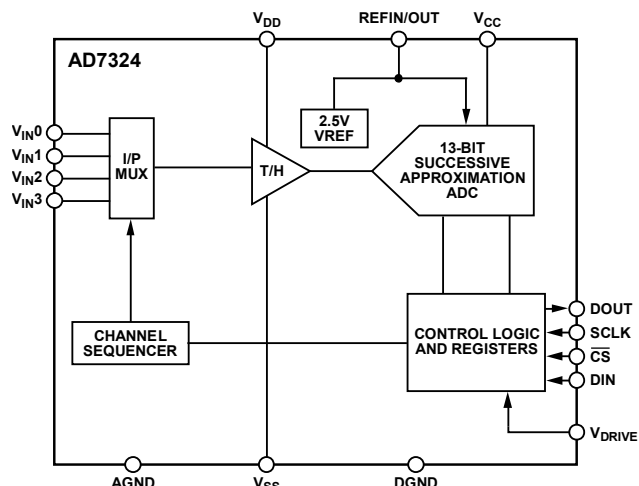 V_DD
REFIN/OUT
V_CC
AD7324
2.5V
VREF
V_IN0
V_IN1
V_IN2
V_IN3
I/P
MUX
T/H
13-BIT
SUCCESSIVE
APPROXIMATION
ADC
CHANNEL
SEQUENCER
CONTROL LOGIC
AND REGISTERS
DOUT
SCLK
C̅S̅
DIN
V_DRIVE
AGND
V_SS
DGND